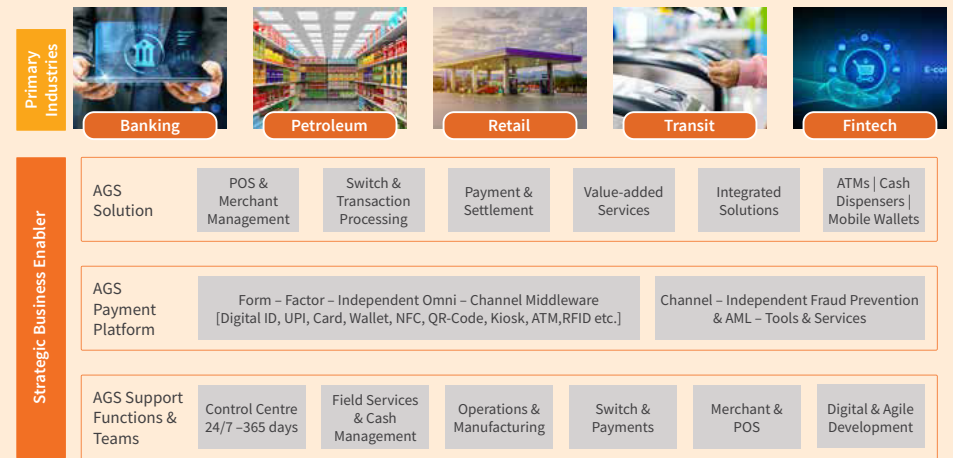 Primary
Industries
Banking
Petroleum
Retail
Transit
Fintech
E-com
Strategic Business Enabler
AGS
Solution
POS &
Merchant
Management
Switch &
Transaction
Processing
Payment &
Settlement
Value-added
Services
Integrated
Solutions
ATMs | Cash
Dispensers |
Mobile Wallets
AGS
Payment
Platform
Form – Factor – Independent Omni – Channel Middleware
[Digital ID, UPI, Card, Wallet, NFC, QR-Code, Kiosk, ATM,RFID etc.]
Channel – Independent Fraud Prevention
& AML – Tools & Services
AGS Support
Functions &
Teams
Control Centre
24/7 –365 days
Field Services
& Cash
Management
Operations &
Manufacturing
Switch &
Payments
Merchant &
POS
Digital & Agile
Development